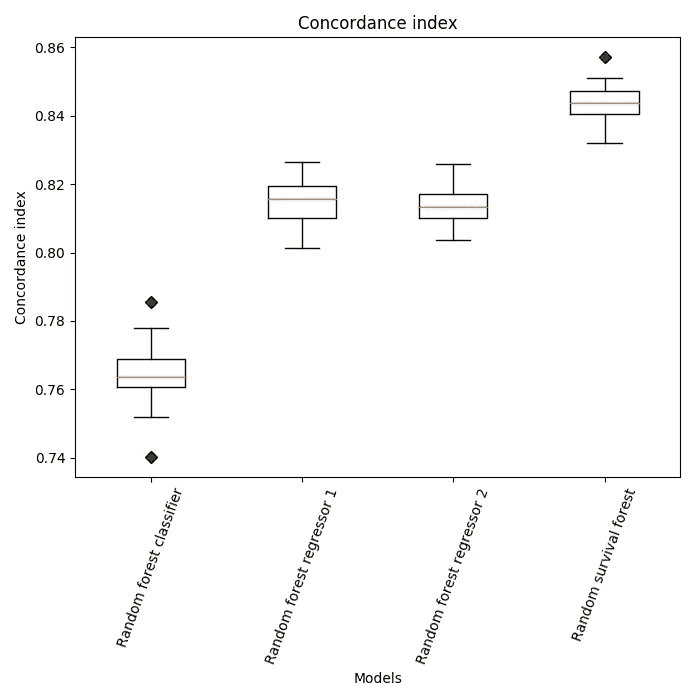 Concordance index
0.86
0.84
0.82
0.80
0.78
0.76
0.74
Concordance index
Random forest classifier
Random forest regressor 1
Random forest regressor 2
Random survival forest
Models